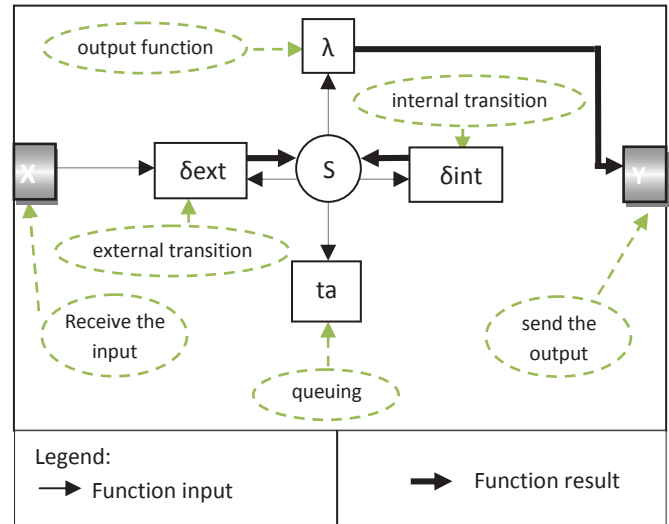 output function
λ
internal transition
X
δext
S
δint
Y
external transition
ta
Receive the
input
send the
output
queuing
Legend:
Function input
Function result